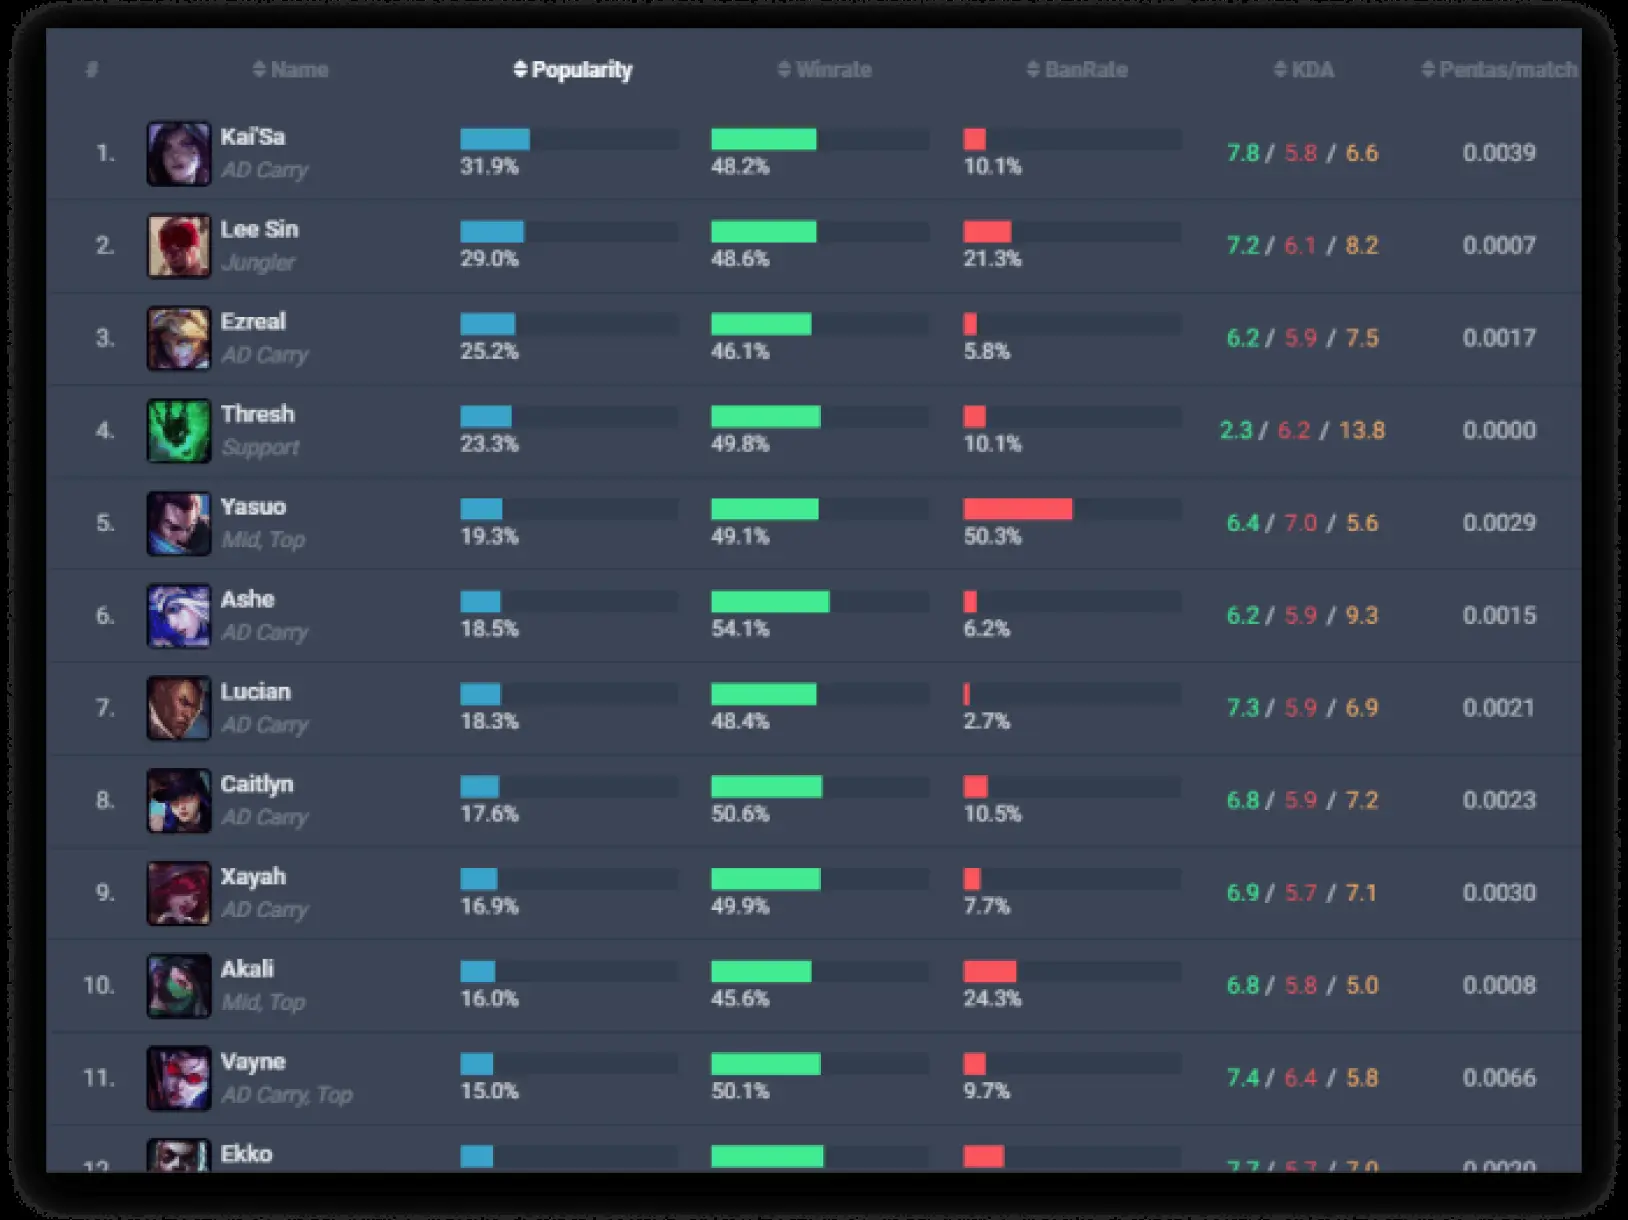 # Name Popularity Winrate BanRate KDA Pentas/match
1. Kai'Sa
AD Carry
31.9% 48.2% 10.1% 7.8 / 5.8 / 6.6 0.0039
2. Lee Sin
Jungler
29.0% 48.6% 21.3% 7.2 / 6.1 / 8.2 0.0007
3. Ezreal
AD Carry
25.2% 46.1% 5.8% 6.2 / 5.9 / 7.5 0.0017
4. Thresh
Support
23.3% 49.8% 10.1% 2.3 / 6.2 / 13.8 0.0000
5. Yasuo
Mid, Top
19.3% 49.1% 50.3% 6.4 / 7.0 / 5.6 0.0029
6. Ashe
AD Carry
18.5% 54.1% 6.2% 6.2 / 5.9 / 9.3 0.0015
7. Lucian
AD Carry
18.3% 48.4% 2.7% 7.3 / 5.9 / 6.9 0.0021
8. Caitlyn
AD Carry
17.6% 50.6% 10.5% 6.8 / 5.9 / 7.2 0.0023
9. Xayah
AD Carry
16.9% 49.9% 7.7% 6.9 / 5.7 / 7.1 0.0030
10. Akali
Mid, Top
16.0% 45.6% 24.3% 6.8 / 5.8 / 5.0 0.0008
11. Vayne
AD Carry, Top
15.0% 50.1% 9.7% 7.4 / 6.4 / 5.8 0.0066
12. Ekko